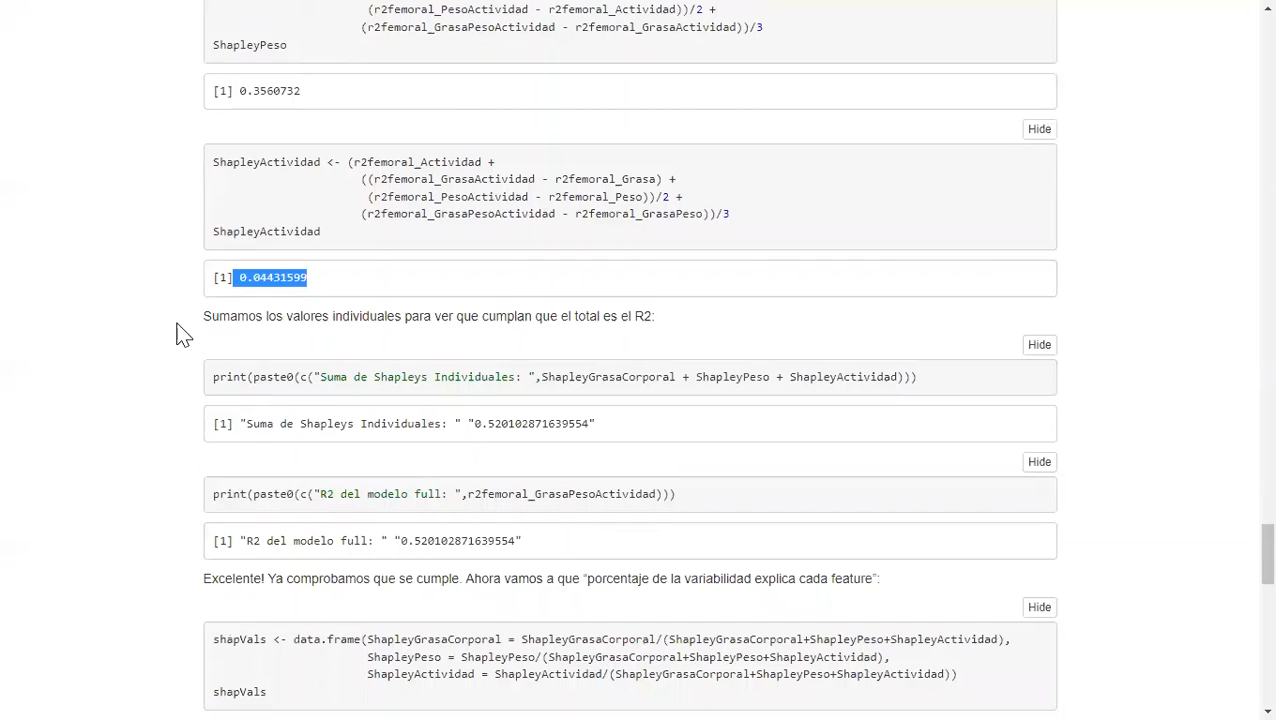 (r2femoral_PesoActividad - r2femoral_Actividad))/2 +
(r2femoral_GrasaPesoActividad - r2femoral_GrasaActividad))/3
ShapleyPeso
[1] 0.3560732
Hide
ShapleyActividad <- (r2femoral_Actividad +
((r2femoral_GrasaActividad - r2femoral_Grasa) +
(r2femoral_PesoActividad - r2femoral_Peso))/2 +
(r2femoral_GrasaPesoActividad - r2femoral_GrasaPeso))/3
ShapleyActividad
[1] 0.04431599
Sumamos los valores individuales para ver que cumplan que el total es el R2:
Hide
print(paste0(c("Suma de Shapleys Individuales: ",ShapleyGrasaCorporal + ShapleyPeso + ShapleyActividad)))
[1] "Suma de Shapleys Individuales: " "0.520102871639554"
Hide
print(paste0(c("R2 del modelo full: ",r2femoral_GrasaPesoActividad)))
[1] "R2 del modelo full: " "0.520102871639554"
Excelente! Ya comprobamos que se cumple. Ahora vamos a que “porcentaje de la variabilidad explica cada feature”:
Hide
shapVals <- data.frame(ShapleyGrasaCorporal = ShapleyGrasaCorporal/(ShapleyGrasaCorporal+ShapleyPeso+ShapleyActividad),
ShapleyPeso = ShapleyPeso/(ShapleyGrasaCorporal+ShapleyPeso+ShapleyActividad),
ShapleyActividad = ShapleyActividad/(ShapleyGrasaCorporal+ShapleyPeso+ShapleyActividad))
shapVals